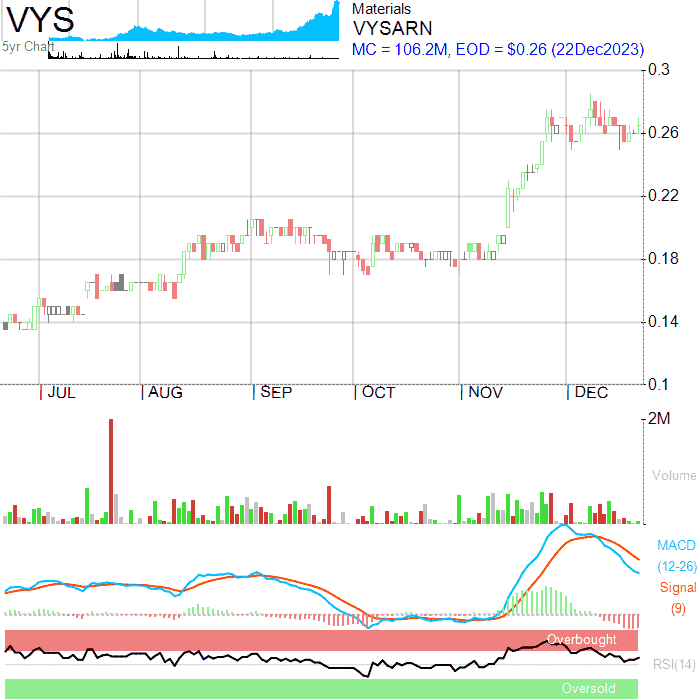 VYS
5yr Chart
Materials
VYSARN
MC = 106.2M, EOD = $0.26 (22Dec2023)
0.3
0.26
0.22
0.18
0.14
0.1
JUL AUG SEP OCT NOV DEC
2M
Volume
MACD
(12-26)
Signal
(9)
Overbought
RSI(14)
Oversold